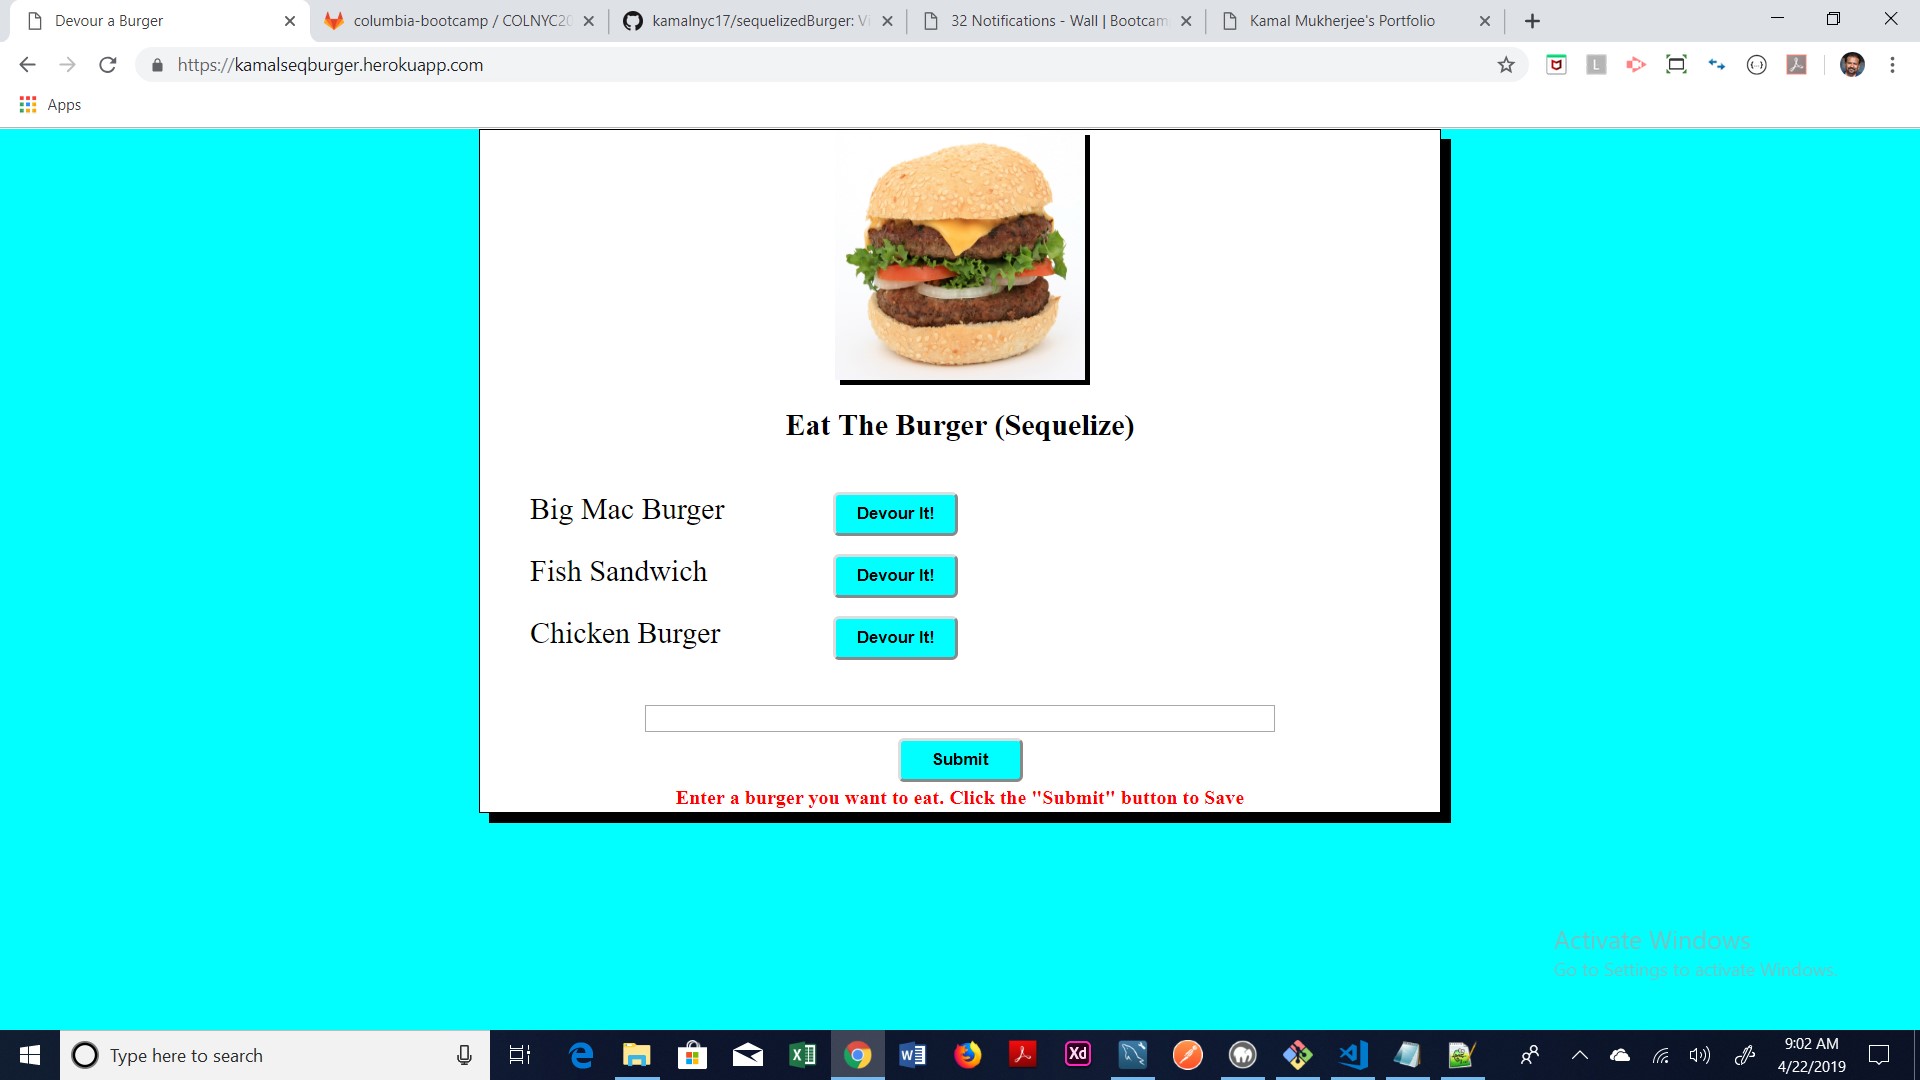 Devour a Burger
columbia-bootcamp / COLNYC20
kamalnyc17/sequelizedBurger: Vi
32 Notifications - Wall | Bootcam
Kamal Mukherjee's Portfolio
https://kamalseqburger.herokuapp.com
Apps
Eat The Burger (Sequelize)
Big Mac Burger Devour It!
Fish Sandwich Devour It!
Chicken Burger Devour It!
Submit
Enter a burger you want to eat. Click the "Submit" button to Save
Activate Windows
Go to Settings to activate Windows.
Type here to search
Xd
9:02 AM
4/22/2019